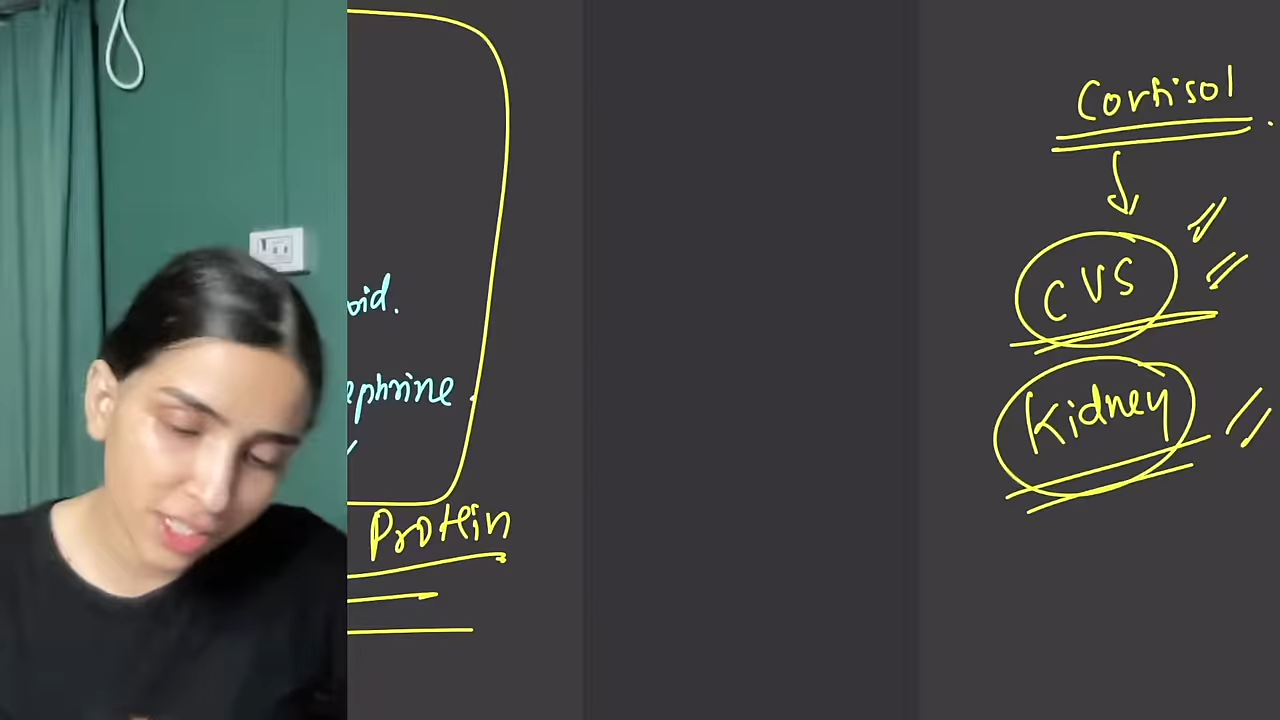 Cortisol
CVS
Kidney
oid.
ephrine.
Protein